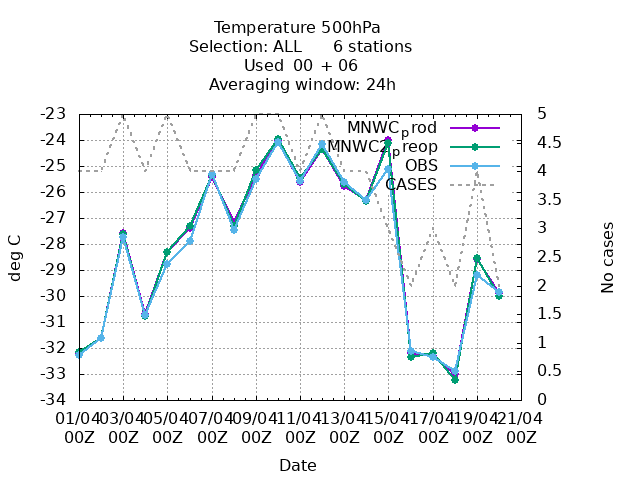 Temperature 500hPa
Selection: ALL 6 stations
Used 00 + 06
Averaging window: 24h
-23
-24
-25
-26
-27
-28
-29
-30
-31
-32
-33
-34
deg C
5
4.5
4
3.5
3
2.5
2
1.5
1
0.5
0
No cases
MNWCprod
MNWC2preop
OBS
CASES
01/04 03/04 05/04 07/04 09/04 11/04 13/04 15/04 17/04 19/04 21/04
00Z 00Z 00Z 00Z 00Z 00Z 00Z 00Z 00Z 00Z 00Z
Date